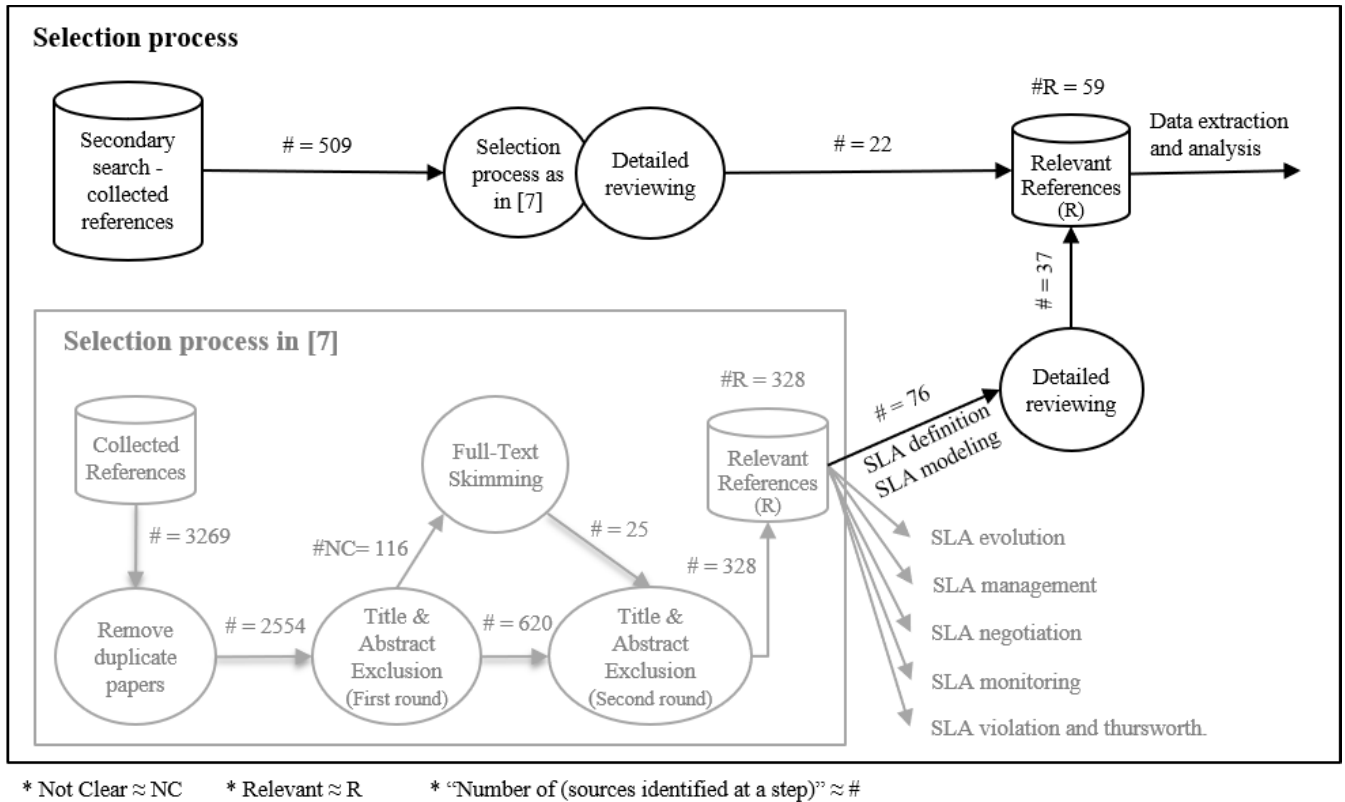 Selection process
Secondary
search -
collected
references
# = 509
Selection
process as
in [7]
Detailed
reviewing
# = 22
#R = 59
Relevant
References
(R)
Data extraction
and analysis
# = 37
Detailed
reviewing
Selection process in [7]
Collected
References
# = 3269
Remove
duplicate
papers
# = 2554
Title &
Abstract
Exclusion
(First round)
#NC= 116
Full-Text
Skimming
# = 25
# = 620
Title &
Abstract
Exclusion
(Second round)
# = 328
#R = 328
Relevant
References
(R)
# = 76
SLA definition
SLA modeling
SLA evolution
SLA management
SLA negotiation
SLA monitoring
SLA violation and thursworth.
* Not Clear ≈ NC * Relevant ≈ R * “Number of (sources identified at a step)” ≈ #